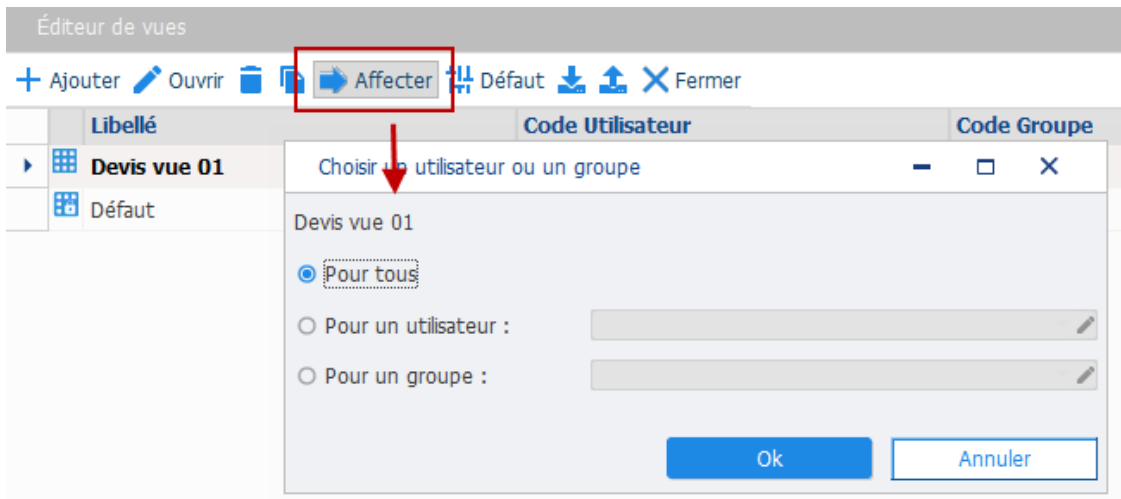 Éditeur de vues
Ajouter Ouvrir Affecter Défaut Fermer
Libellé Code Utilisateur Code Groupe
Devis vue 01
Défaut
Choisir un utilisateur ou un groupe
Devis vue 01
Pour tous
Pour un utilisateur :
Pour un groupe :
Ok Annuler